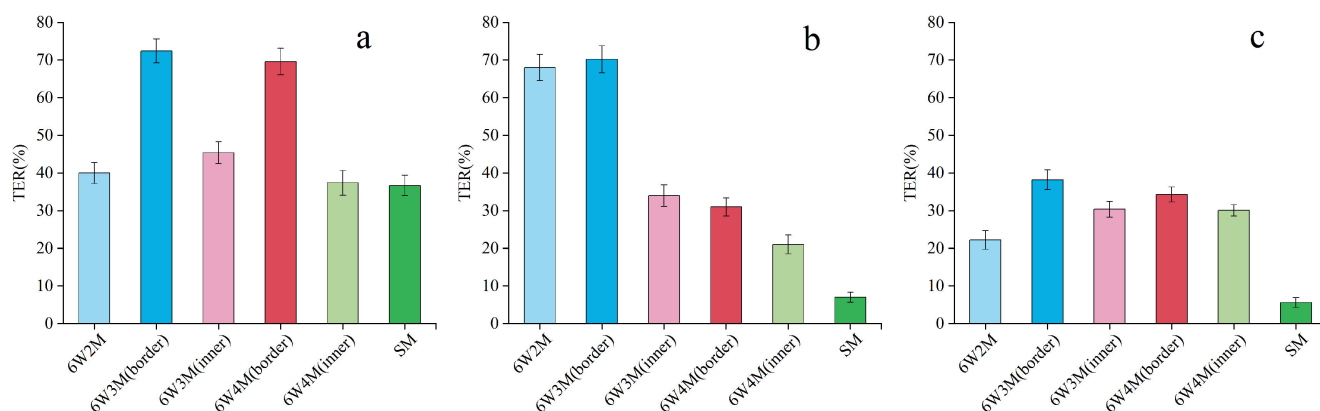 a
TER(%)
80
70
60
50
40
30
20
10
0
6W2M
6W3M(border)
6W3M(inner)
6W4M(border)
6W4M(inner)
SM
b
TER(%)
80
70
60
50
40
30
20
10
0
6W2M
6W3M(border)
6W3M(inner)
6W4M(border)
6W4M(inner)
SM
c
TER(%)
80
70
60
50
40
30
20
10
0
6W2M
6W3M(border)
6W3M(inner)
6W4M(border)
6W4M(inner)
SM